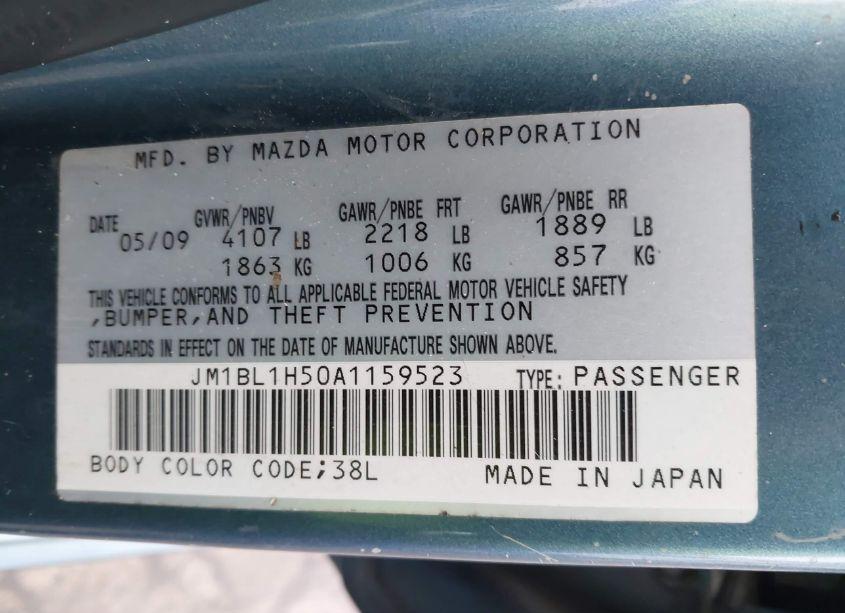 MFD. BY MAZDA MOTOR CORPORATION
DATE GVWR/PNBV GAWR/PNBE FRT GAWR/PNBE RR
05/09 4107 LB 2218 LB 1889 LB
1863 KG 1006 KG 857 KG
THIS VEHICLE CONFORMS TO ALL APPLICABLE FEDERAL MOTOR VEHICLE SAFETY
,BUMPER,AND THEFT PREVENTION
STANDARDS IN EFFECT ON THE DATE OF MANUFACTURE SHOWN ABOVE.
JM1BL1H50A1159523 TYPE: PASSENGER
BODY COLOR CODE;38L MADE IN JAPAN